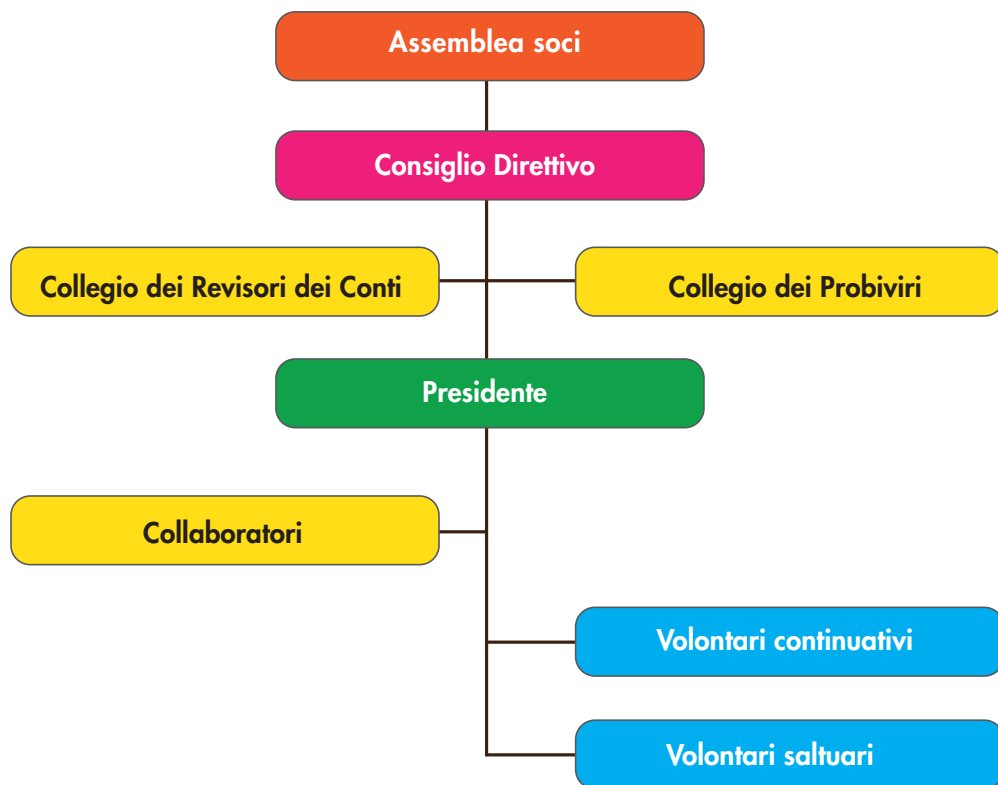 Assemblea soci
Consiglio Direttivo
Collegio dei Revisori dei Conti
Collegio dei Probiviri
Presidente
Collaboratori
Volontari continuativi
Volontari saltuari